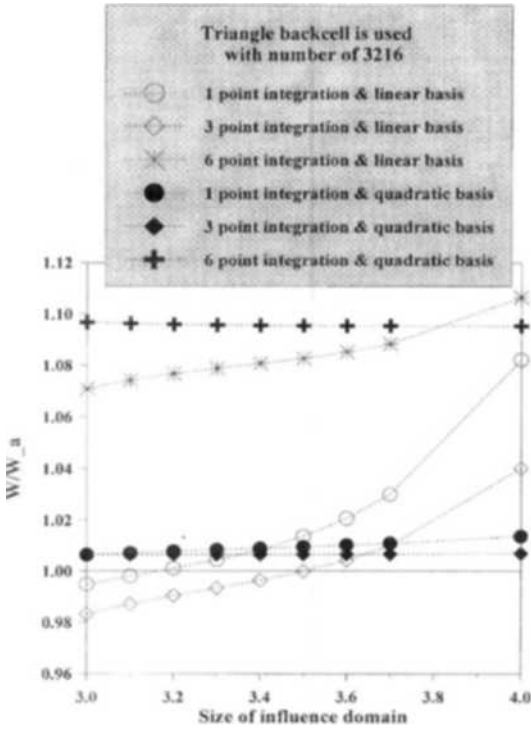 Triangle backcell is used
with number of 3216
1 point integration & linear basis
3 point integration & linear basis
6 point integration & linear basis
1 point integration & quadratic basis
3 point integration & quadratic basis
6 point integration & quadratic basis
1.12
1.10
1.08
1.06
1.04
1.02
1.00
0.98
0.96
W/W_a
3.0 3.2 3.4 3.6 3.8 4.0
Size of influence domain